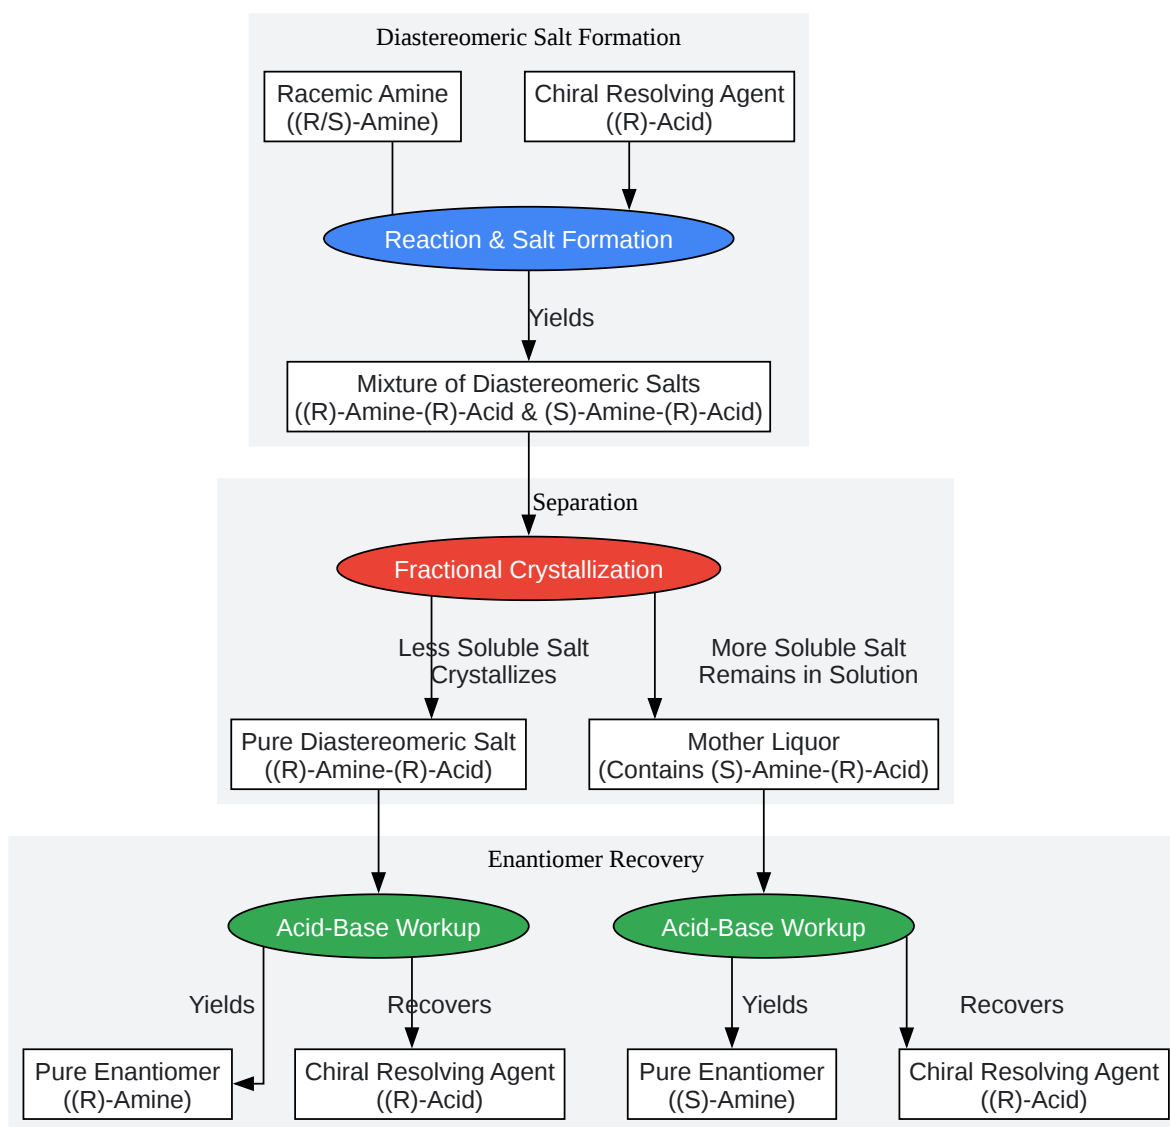 Diastereomeric Salt Formation
Racemic Amine
((R/S)-Amine)
Chiral Resolving Agent
((R)-Acid)
Reaction & Salt Formation
Yields
Mixture of Diastereomeric Salts
((R)-Amine-(R)-Acid & (S)-Amine-(R)-Acid)
Separation
Fractional Crystallization
Less Soluble Salt
Crystallizes
More Soluble Salt
Remains in Solution
Pure Diastereomeric Salt
((R)-Amine-(R)-Acid)
Mother Liquor
(Contains (S)-Amine-(R)-Acid)
Enantiomer Recovery
Acid-Base Workup
Acid-Base Workup
Yields
Recovers
Yields
Recovers
Pure Enantiomer
((R)-Amine)
Chiral Resolving Agent
((R)-Acid)
Pure Enantiomer
((S)-Amine)
Chiral Resolving Agent
((R)-Acid)